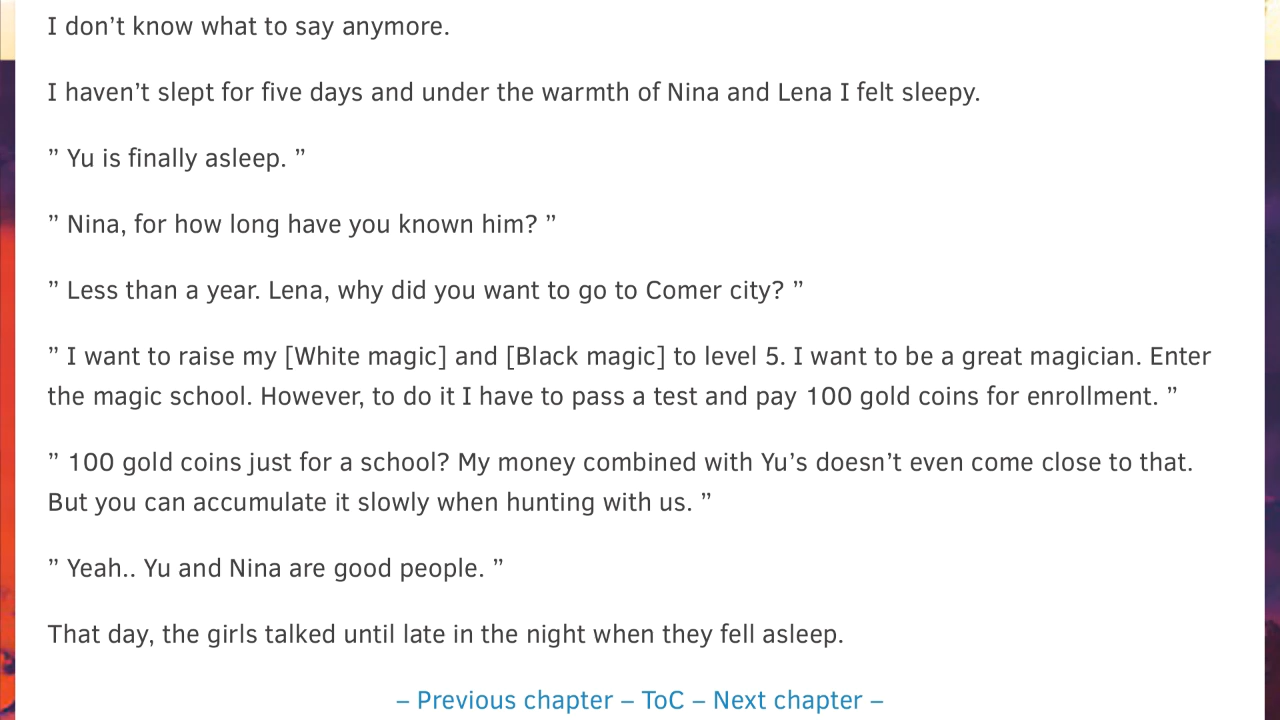 I don’t know what to say anymore.
I haven’t slept for five days and under the warmth of Nina and Lena I felt sleepy.
” Yu is finally asleep. ”
” Nina, for how long have you known him? ”
” Less than a year. Lena, why did you want to go to Comer city? ”
” I want to raise my [White magic] and [Black magic] to level 5. I want to be a great magician. Enter
the magic school. However, to do it I have to pass a test and pay 100 gold coins for enrollment. ”
” 100 gold coins just for a school? My money combined with Yu’s doesn’t even come close to that.
But you can accumulate it slowly when hunting with us. ”
” Yeah.. Yu and Nina are good people. ”
That day, the girls talked until late in the night when they fell asleep.
– Previous chapter – ToC – Next chapter –